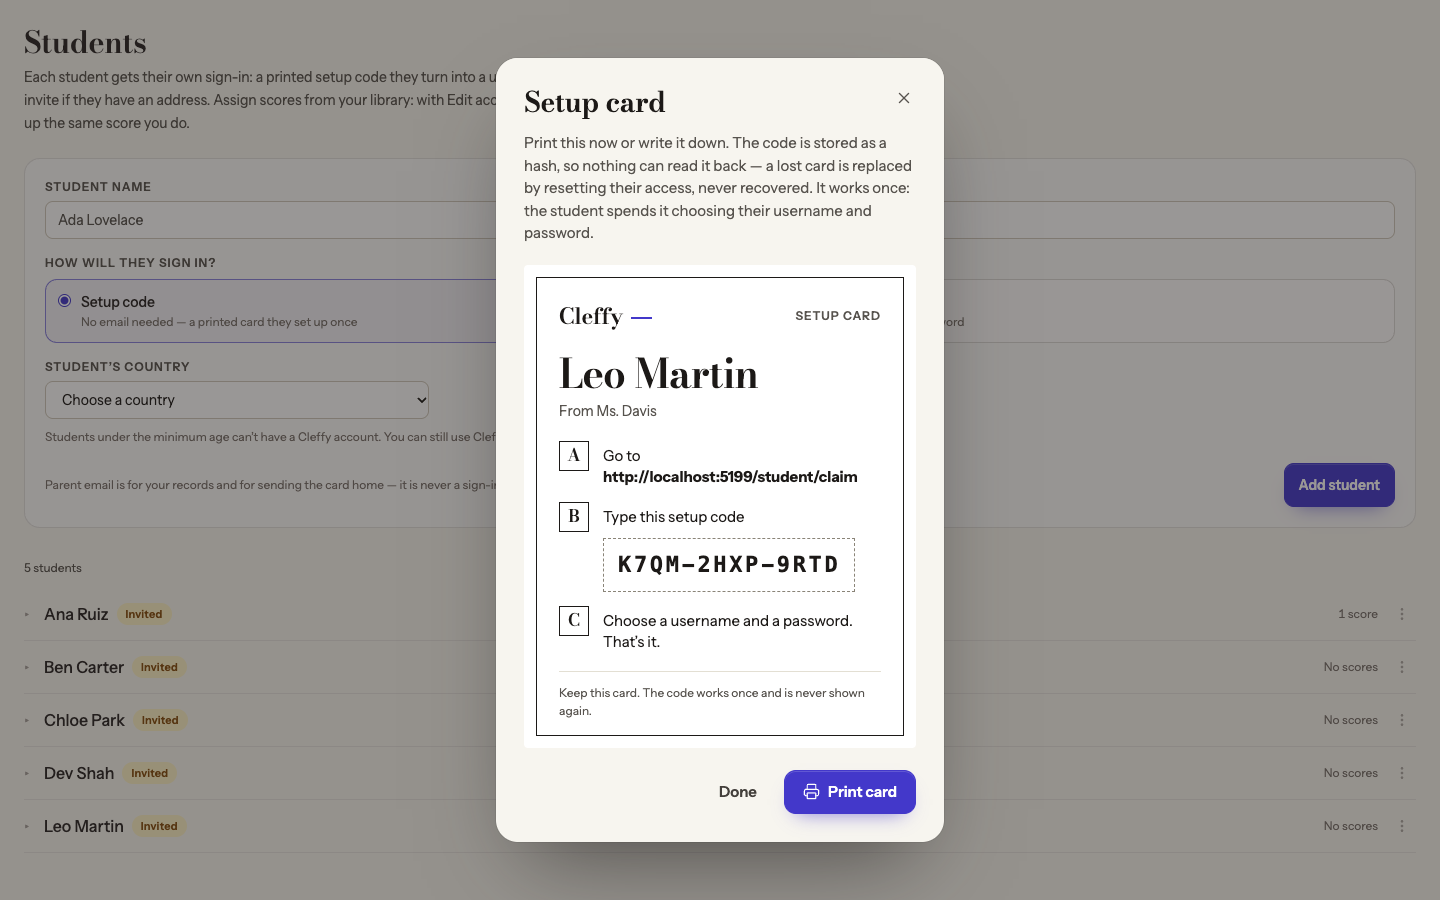 Students
Each student gets their own sign-in: a printed setup code they turn into a u
invite if they have an address. Assign scores from your library: with Edit acc
up the same score you do.
STUDENT NAME
Ada Lovelace
HOW WILL THEY SIGN IN?
Setup code
No email needed — a printed card they set up once
word
STUDENT'S COUNTRY
Choose a country
Students under the minimum age can't have a Cleffy account. You can still use Clef
Parent email is for your records and for sending the card home — it is never a sign-in
Add student
5 students
Ana Ruiz Invited 1 score
Ben Carter Invited No scores
Chloe Park Invited No scores
Dev Shah Invited No scores
Leo Martin Invited No scores
Setup card
Print this now or write it down. The code is stored as a
hash, so nothing can read it back — a lost card is replaced
by resetting their access, never recovered. It works once:
the student spends it choosing their username and
password.
Cleffy SETUP CARD
Leo Martin
From Ms. Davis
A Go to
http://localhost:5199/student/claim
B Type this setup code
K7QM-2HXP-9RTD
C Choose a username and a password.
That's it.
Keep this card. The code works once and is never shown
again.
Done Print card